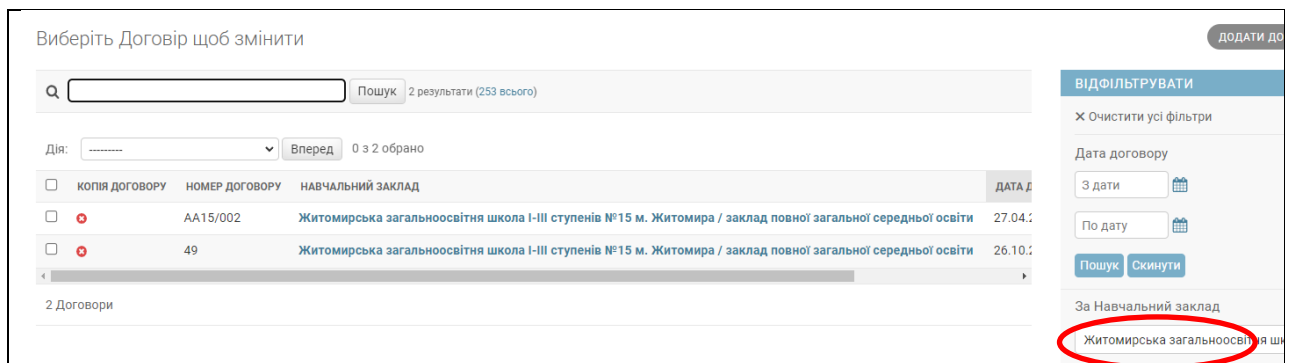 Виберіть Договір щоб змінити
ДОДАТИ ДО
Пошук 2 результати (253 всього)
Дія: --------- Вперед 0 з 2 обрано
КОПІЯ ДОГОВОРУ НОМЕР ДОГОВОРУ НАВЧАЛЬНИЙ ЗАКЛАД ДАТА Д
АА15/002 Житомирська загальноосвітня школа І-ІІІ ступенів №15 м. Житомира / заклад повної загальної середньої освіти 27.04.2
49 Житомирська загальноосвітня школа І-ІІІ ступенів №15 м. Житомира / заклад повної загальної середньої освіти 26.10.2
2 Договори
ВІДФІЛЬТРУВАТИ
Очистити усі фільтри
Дата договору
З дати
По дату
Пошук Скинути
За Навчальний заклад
Житомирська загальноосвітня шк